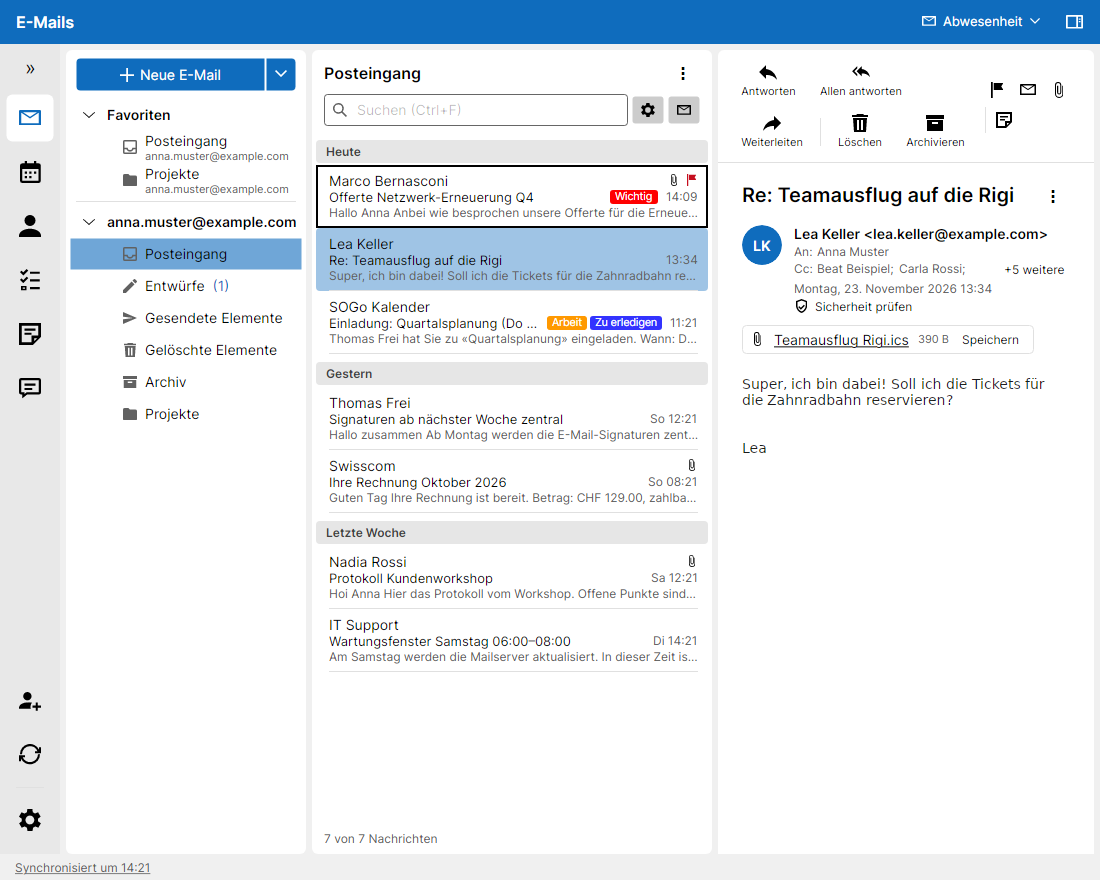 E-Mails
Abwesenheit
Neue E-Mail
Favoriten
Posteingang
anna.muster@example.com
Projekte
anna.muster@example.com
anna.muster@example.com
Posteingang
Entwürfe (1)
Gesendete Elemente
Gelöschte Elemente
Archiv
Projekte
Posteingang
Suchen (Ctrl+F)
Heute
Marco Bernasconi
Offerte Netzwerk-Erneuerung Q4 Wichtig 14:09
Hallo Anna Anbei wie besprochen unsere Offerte für die Erneue...
Lea Keller
Re: Teamausflug auf die Rigi 13:34
Super, ich bin dabei! Soll ich die Tickets für die Zahnradbahn re...
SOGo Kalender
Einladung: Quartalsplanung (Do ... Arbeit Zu erledigen 11:21
Thomas Frei hat Sie zu «Quartalsplanung» eingeladen. Wann: D...
Gestern
Thomas Frei
Signaturen ab nächster Woche zentral So 12:21
Hallo zusammen Ab Montag werden die E-Mail-Signaturen zent...
Swisscom
Ihre Rechnung Oktober 2026 So 08:21
Guten Tag Ihre Rechnung ist bereit. Betrag: CHF 129.00, zahlba...
Letzte Woche
Nadia Rossi
Protokoll Kundenworkshop Sa 12:21
Hoi Anna Hier das Protokoll vom Workshop. Offene Punkte sind...
IT Support
Wartungsfenster Samstag 06:00–08:00 Di 14:21
Am Samstag werden die Mailserver aktualisiert. In dieser Zeit is...
7 von 7 Nachrichten
Antworten Allen antworten
Weiterleiten Löschen Archivieren
Re: Teamausflug auf die Rigi
LK
Lea Keller <lea.keller@example.com>
An: Anna Muster
Cc: Beat Beispiel; Carla Rossi; +5 weitere
Montag, 23. November 2026 13:34
Sicherheit prüfen
Teamausflug Rigi.ics 390 B Speichern
Super, ich bin dabei! Soll ich die Tickets für
die Zahnradbahn reservieren?
Lea
Synchronisiert um 14:21